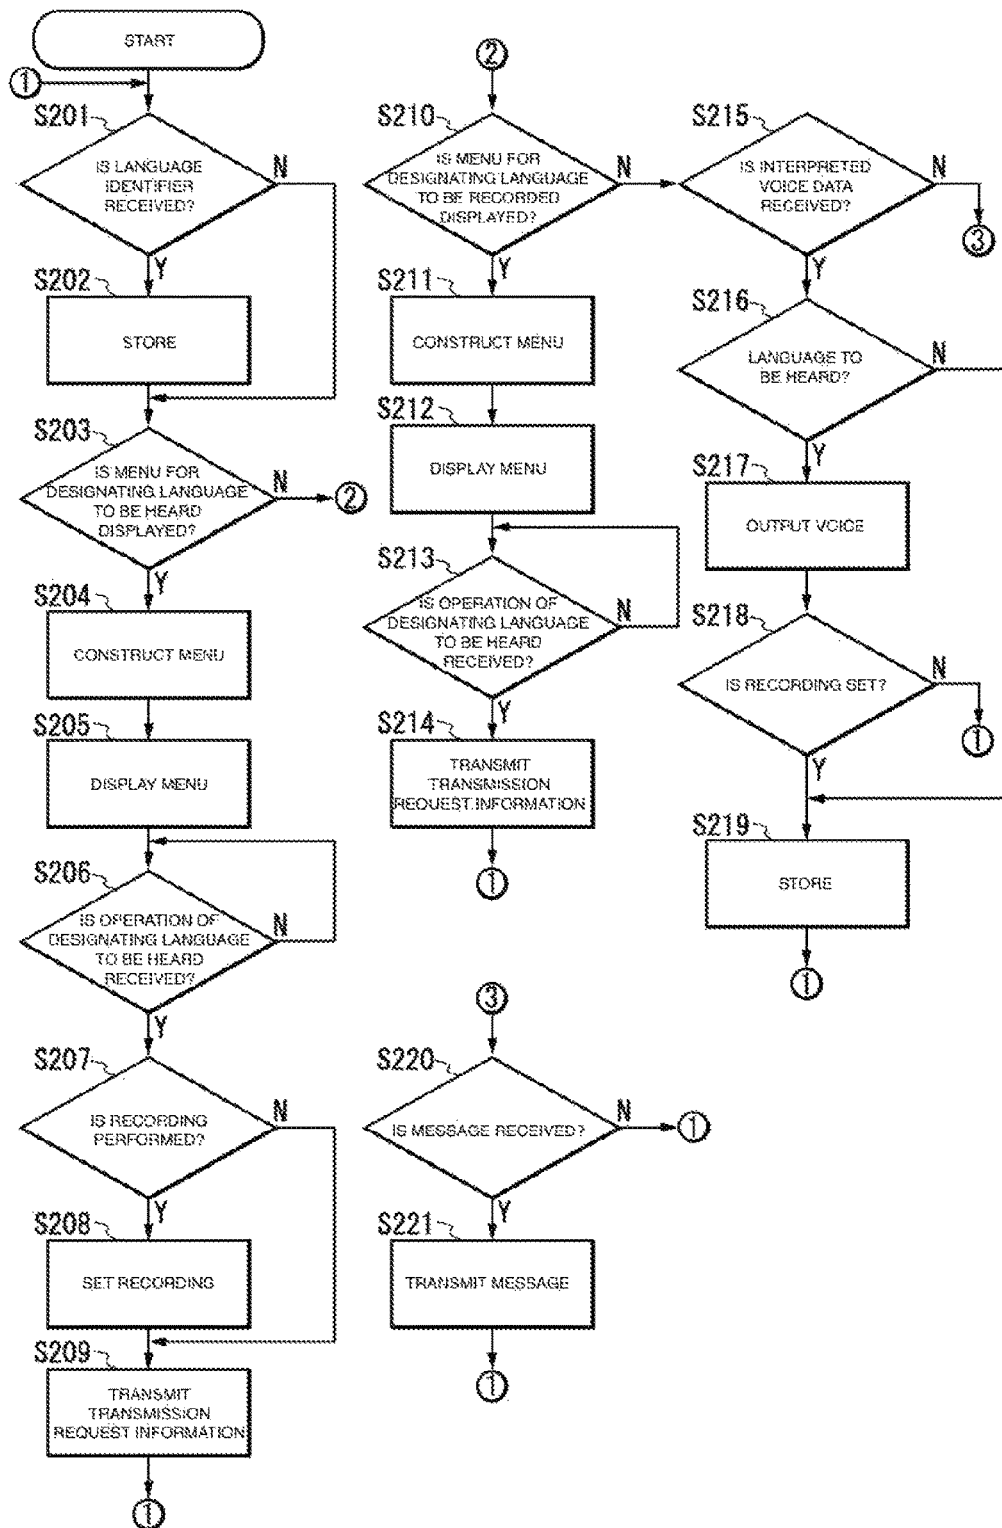 START
①
S201
IS LANGUAGE
IDENTIFIER
RECEIVED?
N
Y
S202
STORE
S203
IS MENU FOR
DESIGNATING LANGUAGE
TO BE HEARD
DISPLAYED?
N
②
Y
S204
CONSTRUCT MENU
S205
DISPLAY MENU
S206
IS OPERATION OF
DESIGNATING LANGUAGE
TO BE HEARD
RECEIVED?
N
Y
S207
IS RECORDING
PERFORMED?
N
Y
S208
SET RECORDING
S209
TRANSMIT
TRANSMISSION
REQUEST INFORMATION
①
②
S210
IS MENU FOR
DESIGNATING LANGUAGE
TO BE RECORDED
DISPLAYED?
N
Y
S211
CONSTRUCT MENU
S212
DISPLAY MENU
S213
IS OPERATION OF
DESIGNATING LANGUAGE
TO BE HEARD
RECEIVED?
N
Y
S214
TRANSMIT
TRANSMISSION
REQUEST INFORMATION
①
③
S220
IS MESSAGE RECEIVED?
N
①
Y
S221
TRANSMIT MESSAGE
①
S215
IS INTERPRETED
VOICE DATA
RECEIVED?
N
③
Y
S216
LANGUAGE TO
BE HEARD?
N
Y
S217
OUTPUT VOICE
S218
IS RECORDING SET?
N
①
Y
S219
STORE
①